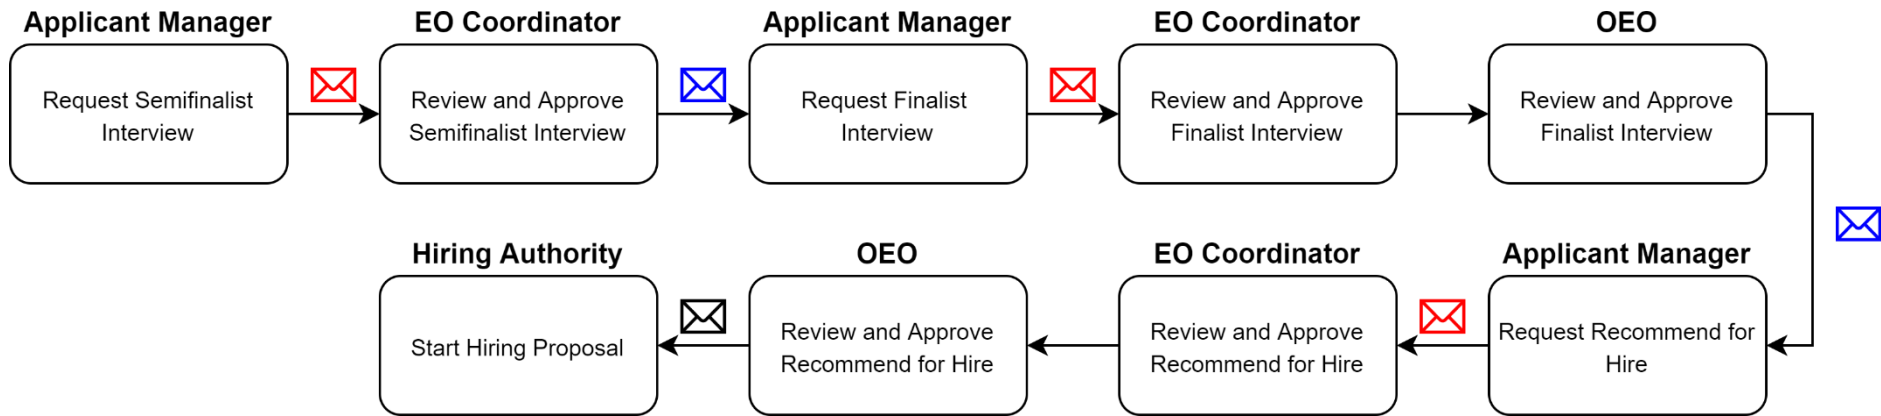 Applicant Manager
Request Semifinalist
Interview
EO Coordinator
Review and Approve
Semifinalist Interview
Applicant Manager
Request Finalist
Interview
EO Coordinator
Review and Approve
Finalist Interview
OEO
Review and Approve
Finalist Interview
Applicant Manager
Request Recommend for
Hire
EO Coordinator
Review and Approve
Recommend for Hire
OEO
Review and Approve
Recommend for Hire
Hiring Authority
Start Hiring Proposal